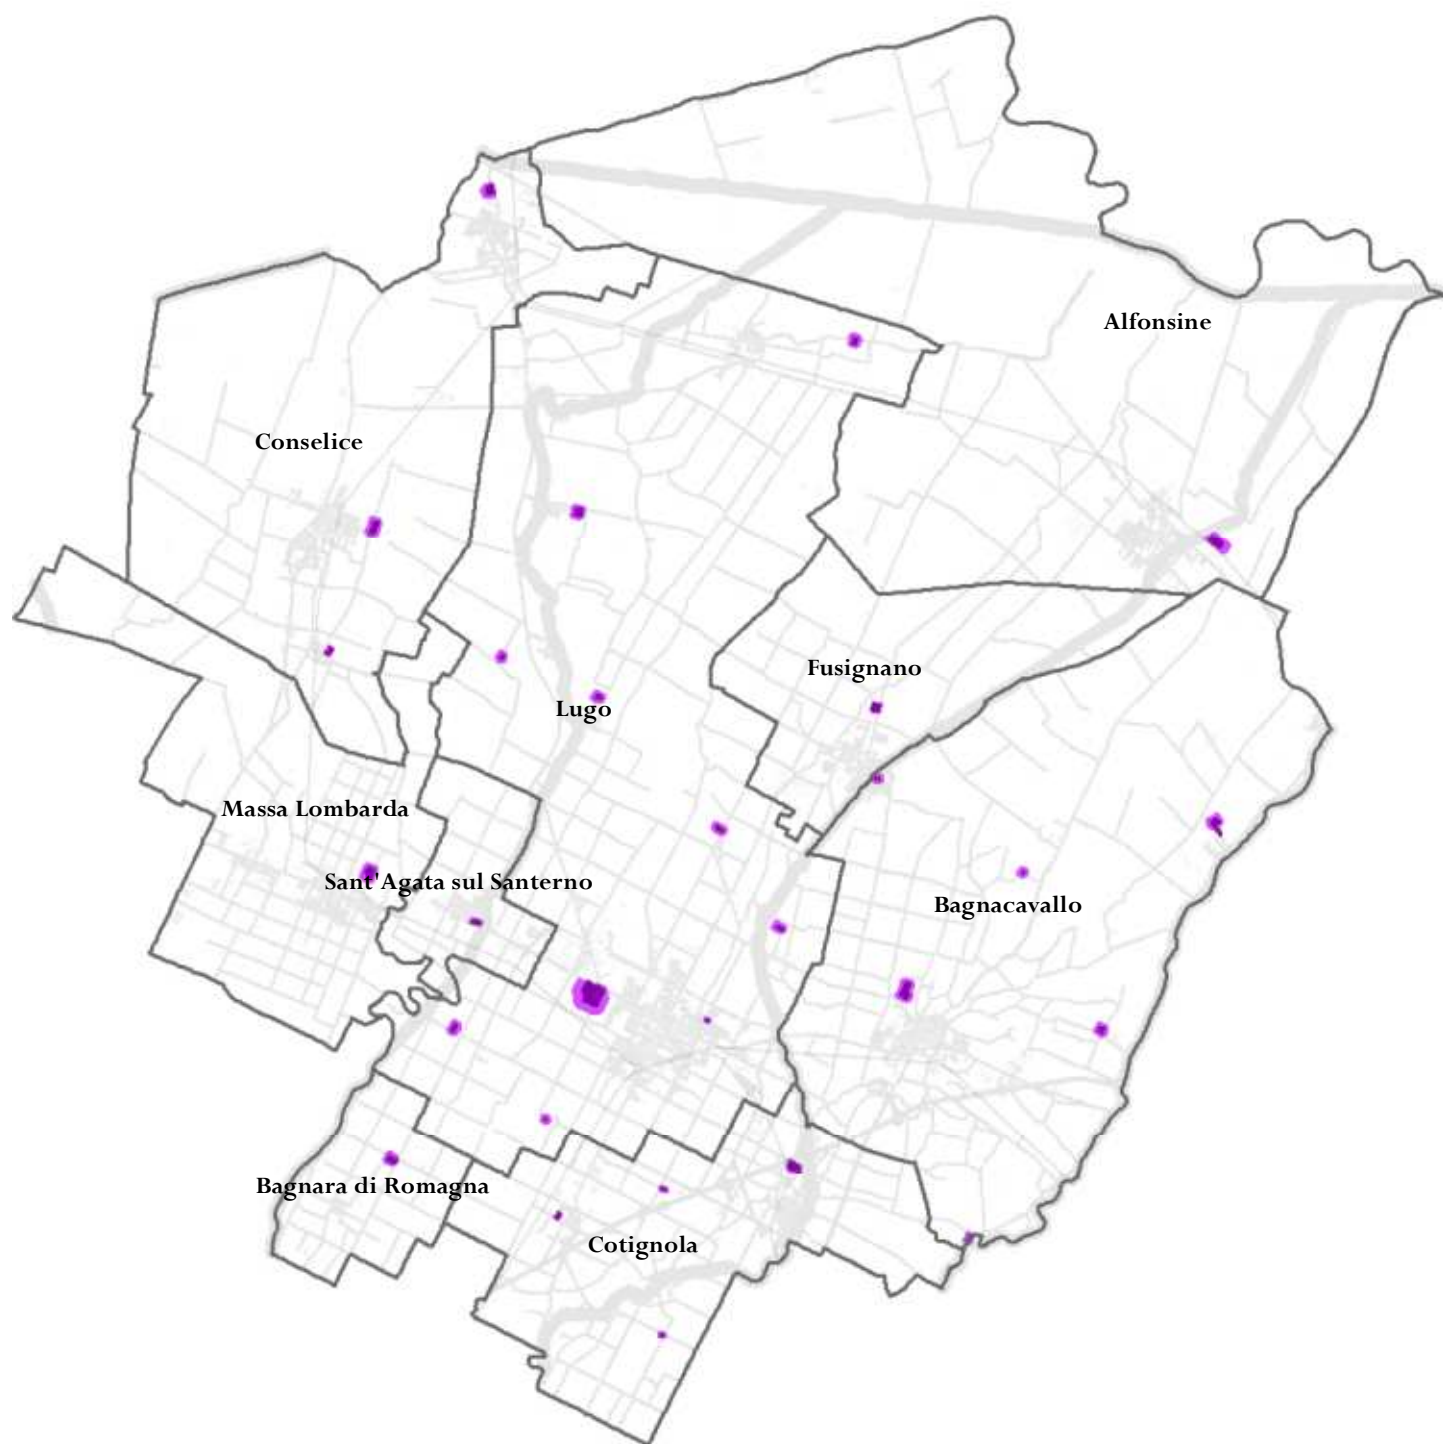 Alfonsine
Conselice
Fusignano
Lugo
Massa Lombarda
Sant'Agata sul Santerno
Bagnacavallo
Bagnara di Romagna
Cotignola